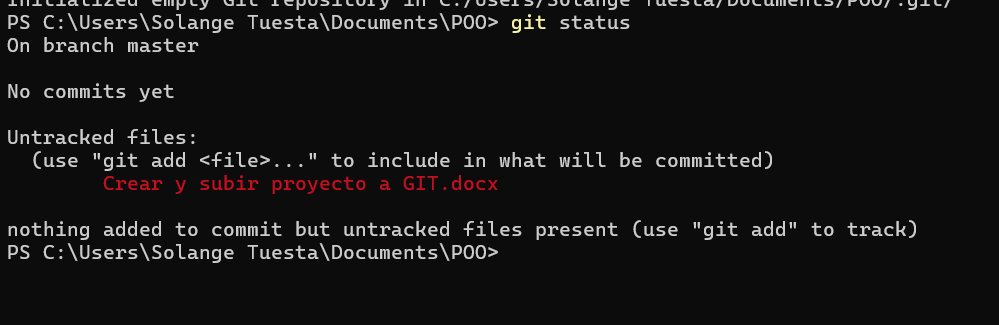 Initialized empty Git repository in C:/Users/Solange Tuesta/Documents/POO/.git/
PS C:\Users\Solange Tuesta\Documents\POO> git status
On branch master
No commits yet
Untracked files:
  (use "git add <file>..." to include in what will be committed)
        Crear y subir proyecto a GIT.docx
nothing added to commit but untracked files present (use "git add" to track)
PS C:\Users\Solange Tuesta\Documents\POO>